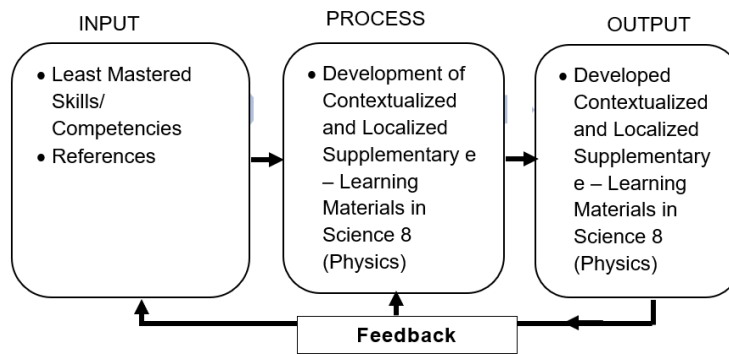 INPUT
PROCESS
OUTPUT
• Least Mastered
Skills/
Competencies
• References
• Development of
Contextualized
and Localized
Supplementary e
– Learning
Materials in
Science 8
(Physics)
• Developed
Contextualized
and Localized
Supplementary
e – Learning
Materials in
Science 8
(Physics)
Feedback